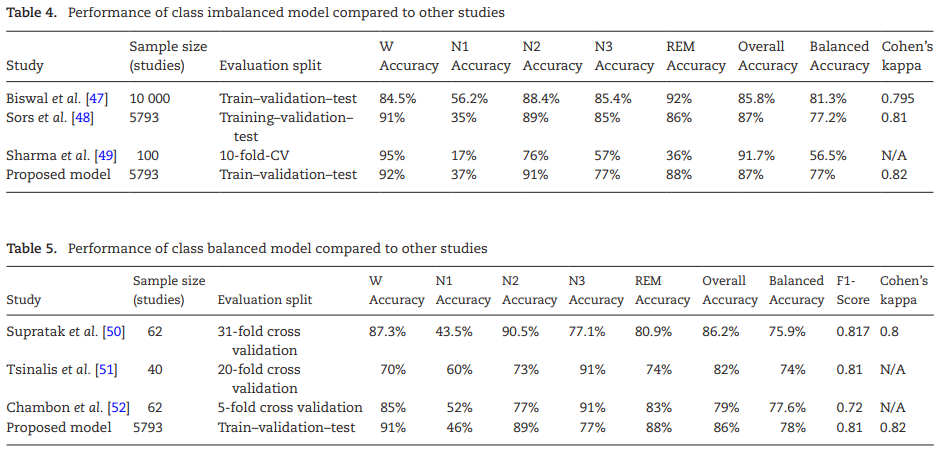 Table 4. Performance of class imbalanced model compared to other studies
Sample size W N1 N2 N3 REM Overall Balanced Cohen's
Study (studies) Evaluation split Accuracy Accuracy Accuracy Accuracy Accuracy Accuracy Accuracy kappa
Biswal et al. [47] 10 000 Train–validation–test 84.5% 56.2% 88.4% 85.4% 92% 85.8% 81.3% 0.795
Sors et al. [48] 5793 Training–validation– 91% 35% 89% 85% 86% 87% 77.2% 0.81
test
Sharma et al. [49] 100 10-fold-CV 95% 17% 76% 57% 36% 91.7% 56.5% N/A
Proposed model 5793 Train–validation–test 92% 37% 91% 77% 88% 87% 77% 0.82
Table 5. Performance of class balanced model compared to other studies
Sample size W N1 N2 N3 REM Overall Balanced F1- Cohen's
Study (studies) Evaluation split Accuracy Accuracy Accuracy Accuracy Accuracy Accuracy Accuracy Score kappa
Supratak et al. [50] 62 31-fold cross 87.3% 43.5% 90.5% 77.1% 80.9% 86.2% 75.9% 0.817 0.8
validation
Tsinalis et al. [51] 40 20-fold cross 70% 60% 73% 91% 74% 82% 74% 0.81 N/A
validation
Chambon et al. [52] 62 5-fold cross validation 85% 52% 77% 91% 83% 79% 77.6% 0.72 N/A
Proposed model 5793 Train–validation–test 91% 46% 89% 77% 88% 86% 78% 0.81 0.82